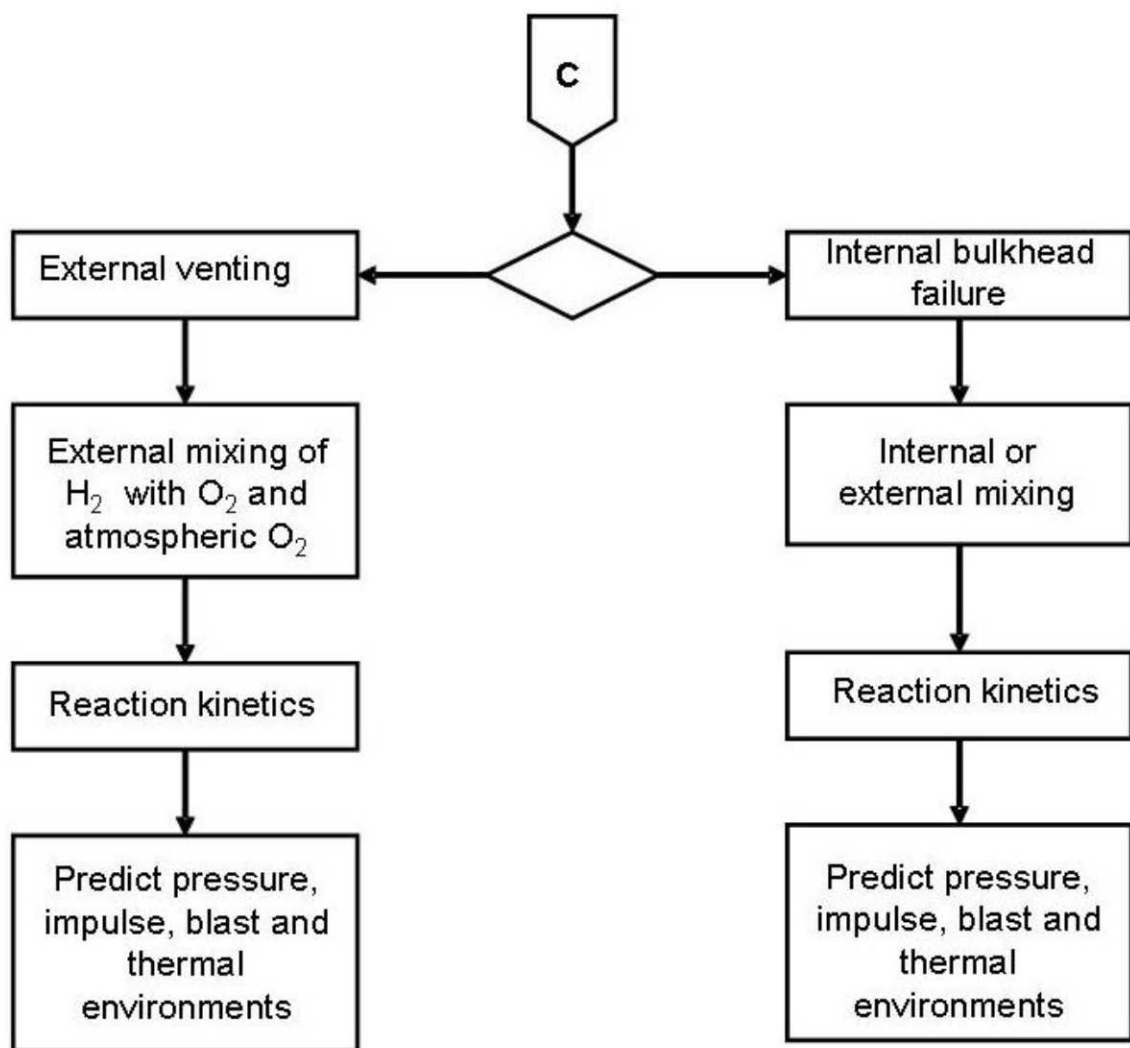 C
External venting
Internal bulkhead
failure
External mixing of
H₂ with O₂ and
atmospheric O₂
Internal or
external mixing
Reaction kinetics
Reaction kinetics
Predict pressure,
impulse, blast and
thermal
environments
Predict pressure,
impulse, blast and
thermal
environments